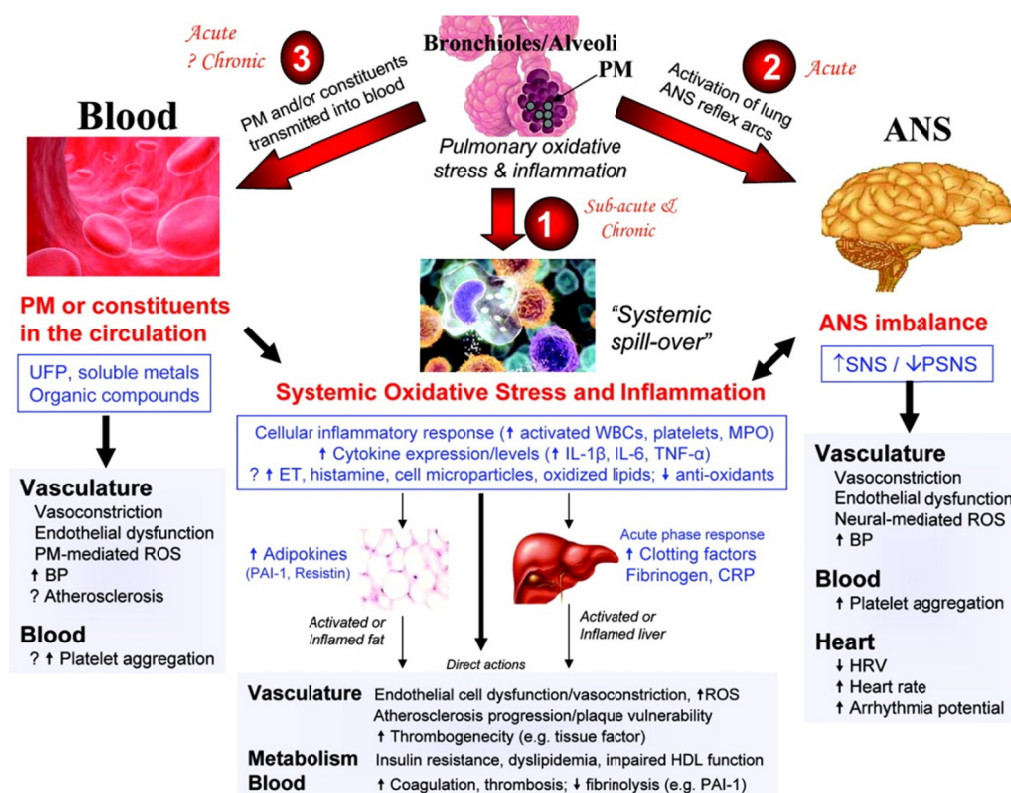 Acute
? Chronic
3
PM and/or constituents
transmitted into blood
Bronchioles/Alveoli
PM
Pulmonary oxidative
stress & inflammation
2
Acute
Activation of lung
ANS reflex arcs
Blood
ANS
1
Sub-acute &
Chronic
"Systemic
spill-over"
PM or constituents
in the circulation
UFP, soluble metals
Organic compounds
Vasculature
Vasoconstriction
Endothelial dysfunction
PM-mediated ROS
↑ BP
? Atherosclerosis
Blood
? ↑ Platelet aggregation
Systemic Oxidative Stress and Inflammation
Cellular inflammatory response (↑ activated WBCs, platelets, MPO)
↑ Cytokine expression/levels (↑ IL-1β, IL-6, TNF-α)
? ↑ ET, histamine, cell microparticles, oxidized lipids; ↓ anti-oxidants
↑ Adipokines
(PAI-1, Resistin)
Activated or
Inflamed fat
Acute phase response
↑ Clotting factors
Fibrinogen, CRP
Activated or
Inflamed liver
Direct actions
Vasculature Endothelial cell dysfunction/vasoconstriction, ↑ROS
Atherosclerosis progression/plaque vulnerability
↑ Thrombogenecity (e.g. tissue factor)
Metabolism Insulin resistance, dyslipidemia, impaired HDL function
Blood ↑ Coagulation, thrombosis; ↓ fibrinolysis (e.g. PAI-1)
ANS imbalance
↑SNS / ↓PSNS
Vasculature
Vasoconstriction
Endothelial dysfunction
Neural-mediated ROS
↑ BP
Blood
↑ Platelet aggregation
Heart
↓ HRV
↑ Heart rate
↑ Arrhythmia potential